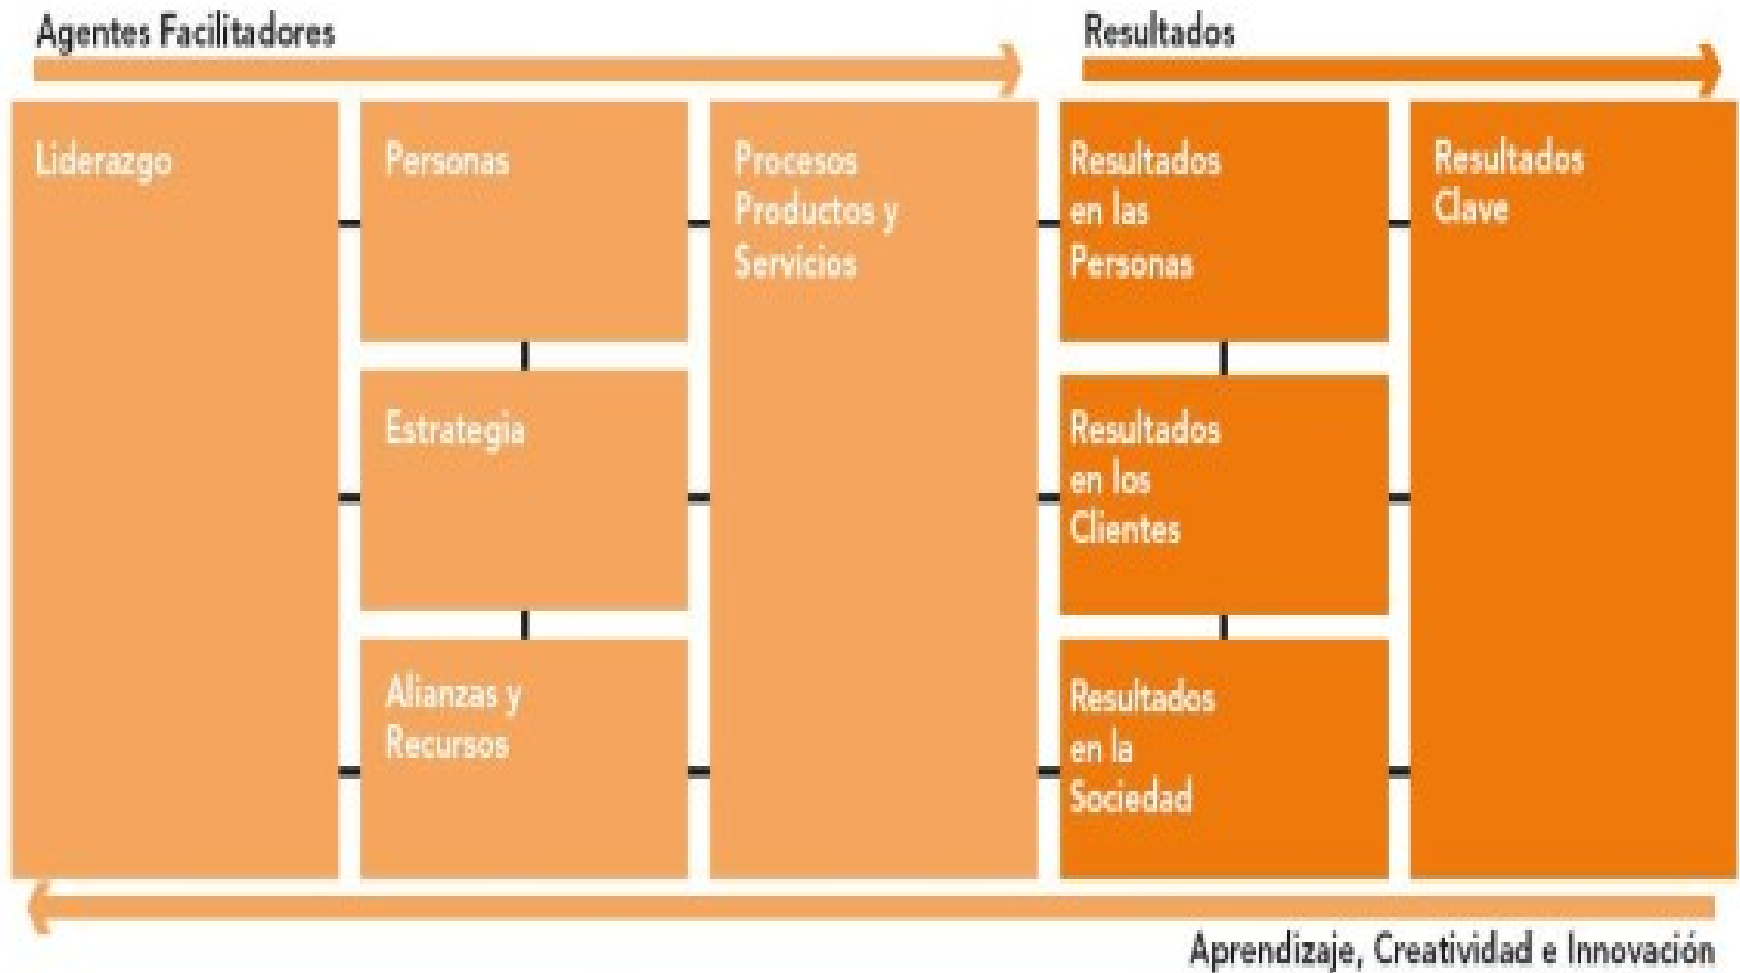 Agentes Facilitadores
Resultados
Liderazgo
Personas
Procesos
Productos y
Servicios
Resultados
en las
Personas
Resultados
Clave
Estrategia
Resultados
en los
Clientes
Alianzas y
Recursos
Resultados
en la
Sociedad
Aprendizaje, Creatividad e Innovación